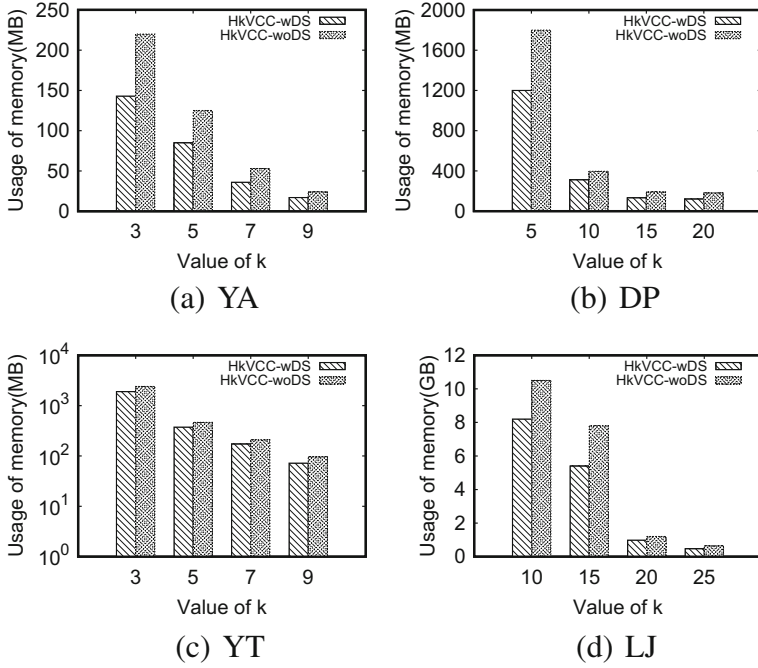 250
200
150
100
50
0
Usage of memory(MB)
HkVCC-wDS
HkVCC-woDS
3 5 7 9
Value of k
(a) YA
2000
1600
1200
800
400
0
Usage of memory(MB)
HkVCC-wDS
HkVCC-woDS
5 10 15 20
Value of k
(b) DP
10^4
10^3
10^2
10^1
10^0
Usage of memory(MB)
HkVCC-wDS
HkVCC-woDS
3 5 7 9
Value of k
(c) YT
12
10
8
6
4
2
0
Usage of memory(GB)
HkVCC-wDS
HkVCC-woDS
10 15 20 25
Value of k
(d) LJ